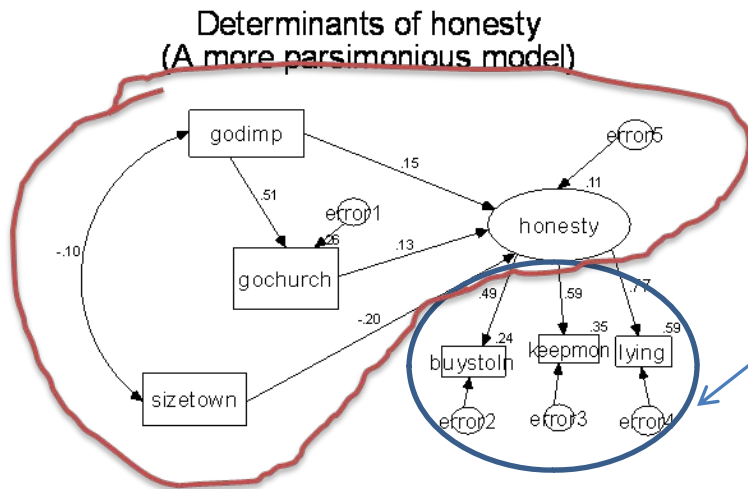 Determinants of honesty
(A more parsimonious model)
godimp
error5
.15
.11
.51
error1
honesty
.26
-.10
.13
gochurch
.49
.59
.77
-.20
.24
.35
.59
buystoln
keepmon
lying
sizetown
error2
error3
error4